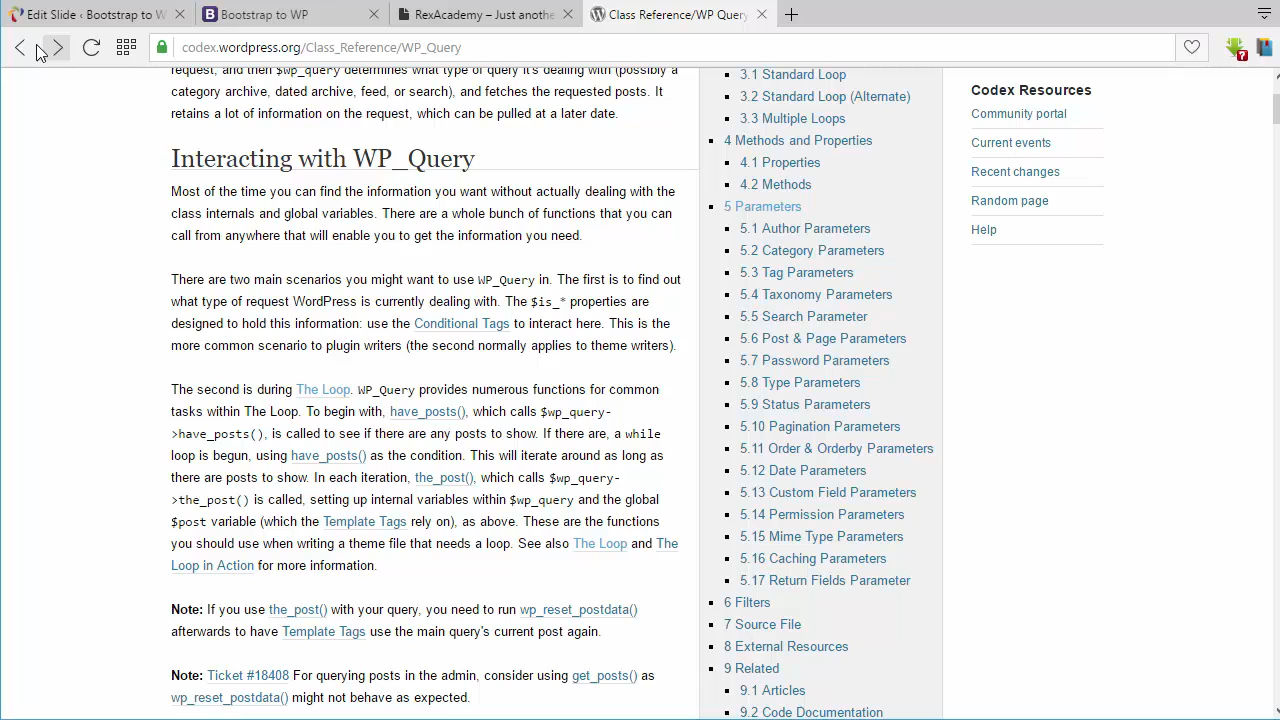 Edit Slide ‹ Bootstrap to W
Bootstrap to WP
RexAcademy – Just anothe
Class Reference/WP Query
codex.wordpress.org/Class_Reference/WP_Query
request, and then $wp_query determines what type of query it's dealing with (possibly a
category archive, dated archive, feed, or search), and fetches the requested posts. It
retains a lot of information on the request, which can be pulled at a later date.
Interacting with WP_Query
Most of the time you can find the information you want without actually dealing with the
class internals and global variables. There are a whole bunch of functions that you can
call from anywhere that will enable you to get the information you need.
There are two main scenarios you might want to use WP_Query in. The first is to find out
what type of request WordPress is currently dealing with. The $is_* properties are
designed to hold this information: use the Conditional Tags to interact here. This is the
more common scenario to plugin writers (the second normally applies to theme writers).
The second is during The Loop. WP_Query provides numerous functions for common
tasks within The Loop. To begin with, have_posts(), which calls $wp_query-
>have_posts(), is called to see if there are any posts to show. If there are, a while
loop is begun, using have_posts() as the condition. This will iterate around as long as
there are posts to show. In each iteration, the_post(), which calls $wp_query-
>the_post() is called, setting up internal variables within $wp_query and the global
$post variable (which the Template Tags rely on), as above. These are the functions
you should use when writing a theme file that needs a loop. See also The Loop and The
Loop in Action for more information.
Note: If you use the_post() with your query, you need to run wp_reset_postdata()
afterwards to have Template Tags use the main query's current post again.
Note: Ticket #18408 For querying posts in the admin, consider using get_posts() as
wp_reset_postdata() might not behave as expected.
3.1 Standard Loop
3.2 Standard Loop (Alternate)
3.3 Multiple Loops
4 Methods and Properties
4.1 Properties
4.2 Methods
5 Parameters
5.1 Author Parameters
5.2 Category Parameters
5.3 Tag Parameters
5.4 Taxonomy Parameters
5.5 Search Parameter
5.6 Post & Page Parameters
5.7 Password Parameters
5.8 Type Parameters
5.9 Status Parameters
5.10 Pagination Parameters
5.11 Order & Orderby Parameters
5.12 Date Parameters
5.13 Custom Field Parameters
5.14 Permission Parameters
5.15 Mime Type Parameters
5.16 Caching Parameters
5.17 Return Fields Parameter
6 Filters
7 Source File
8 External Resources
9 Related
9.1 Articles
9.2 Code Documentation
Codex Resources
Community portal
Current events
Recent changes
Random page
Help